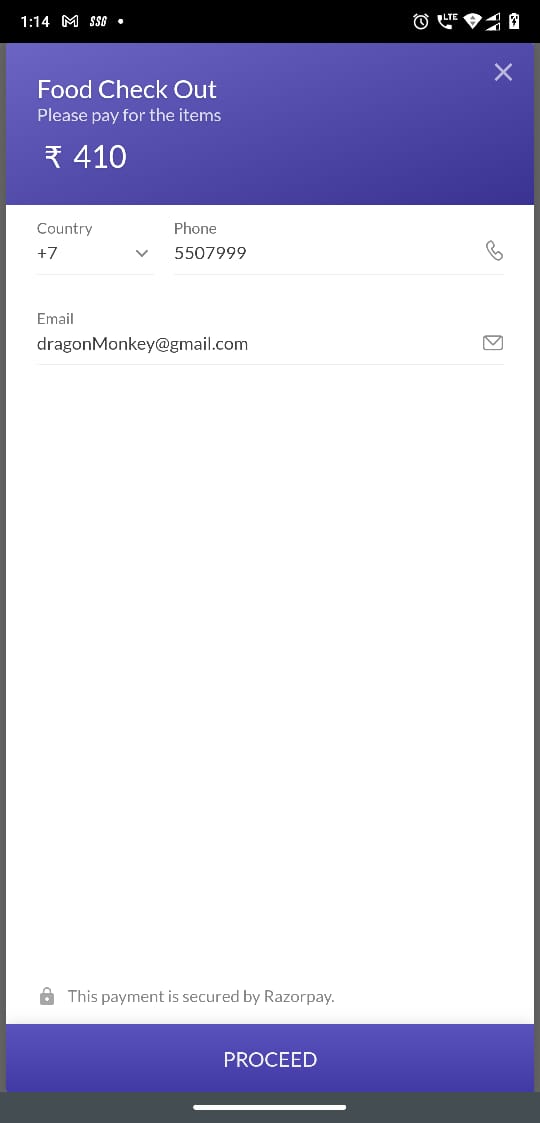 1:14 SSG
Food Check Out
Please pay for the items
₹ 410
Country Phone
+7 5507999
Email
dragonMonkey@gmail.com
This payment is secured by Razorpay.
PROCEED